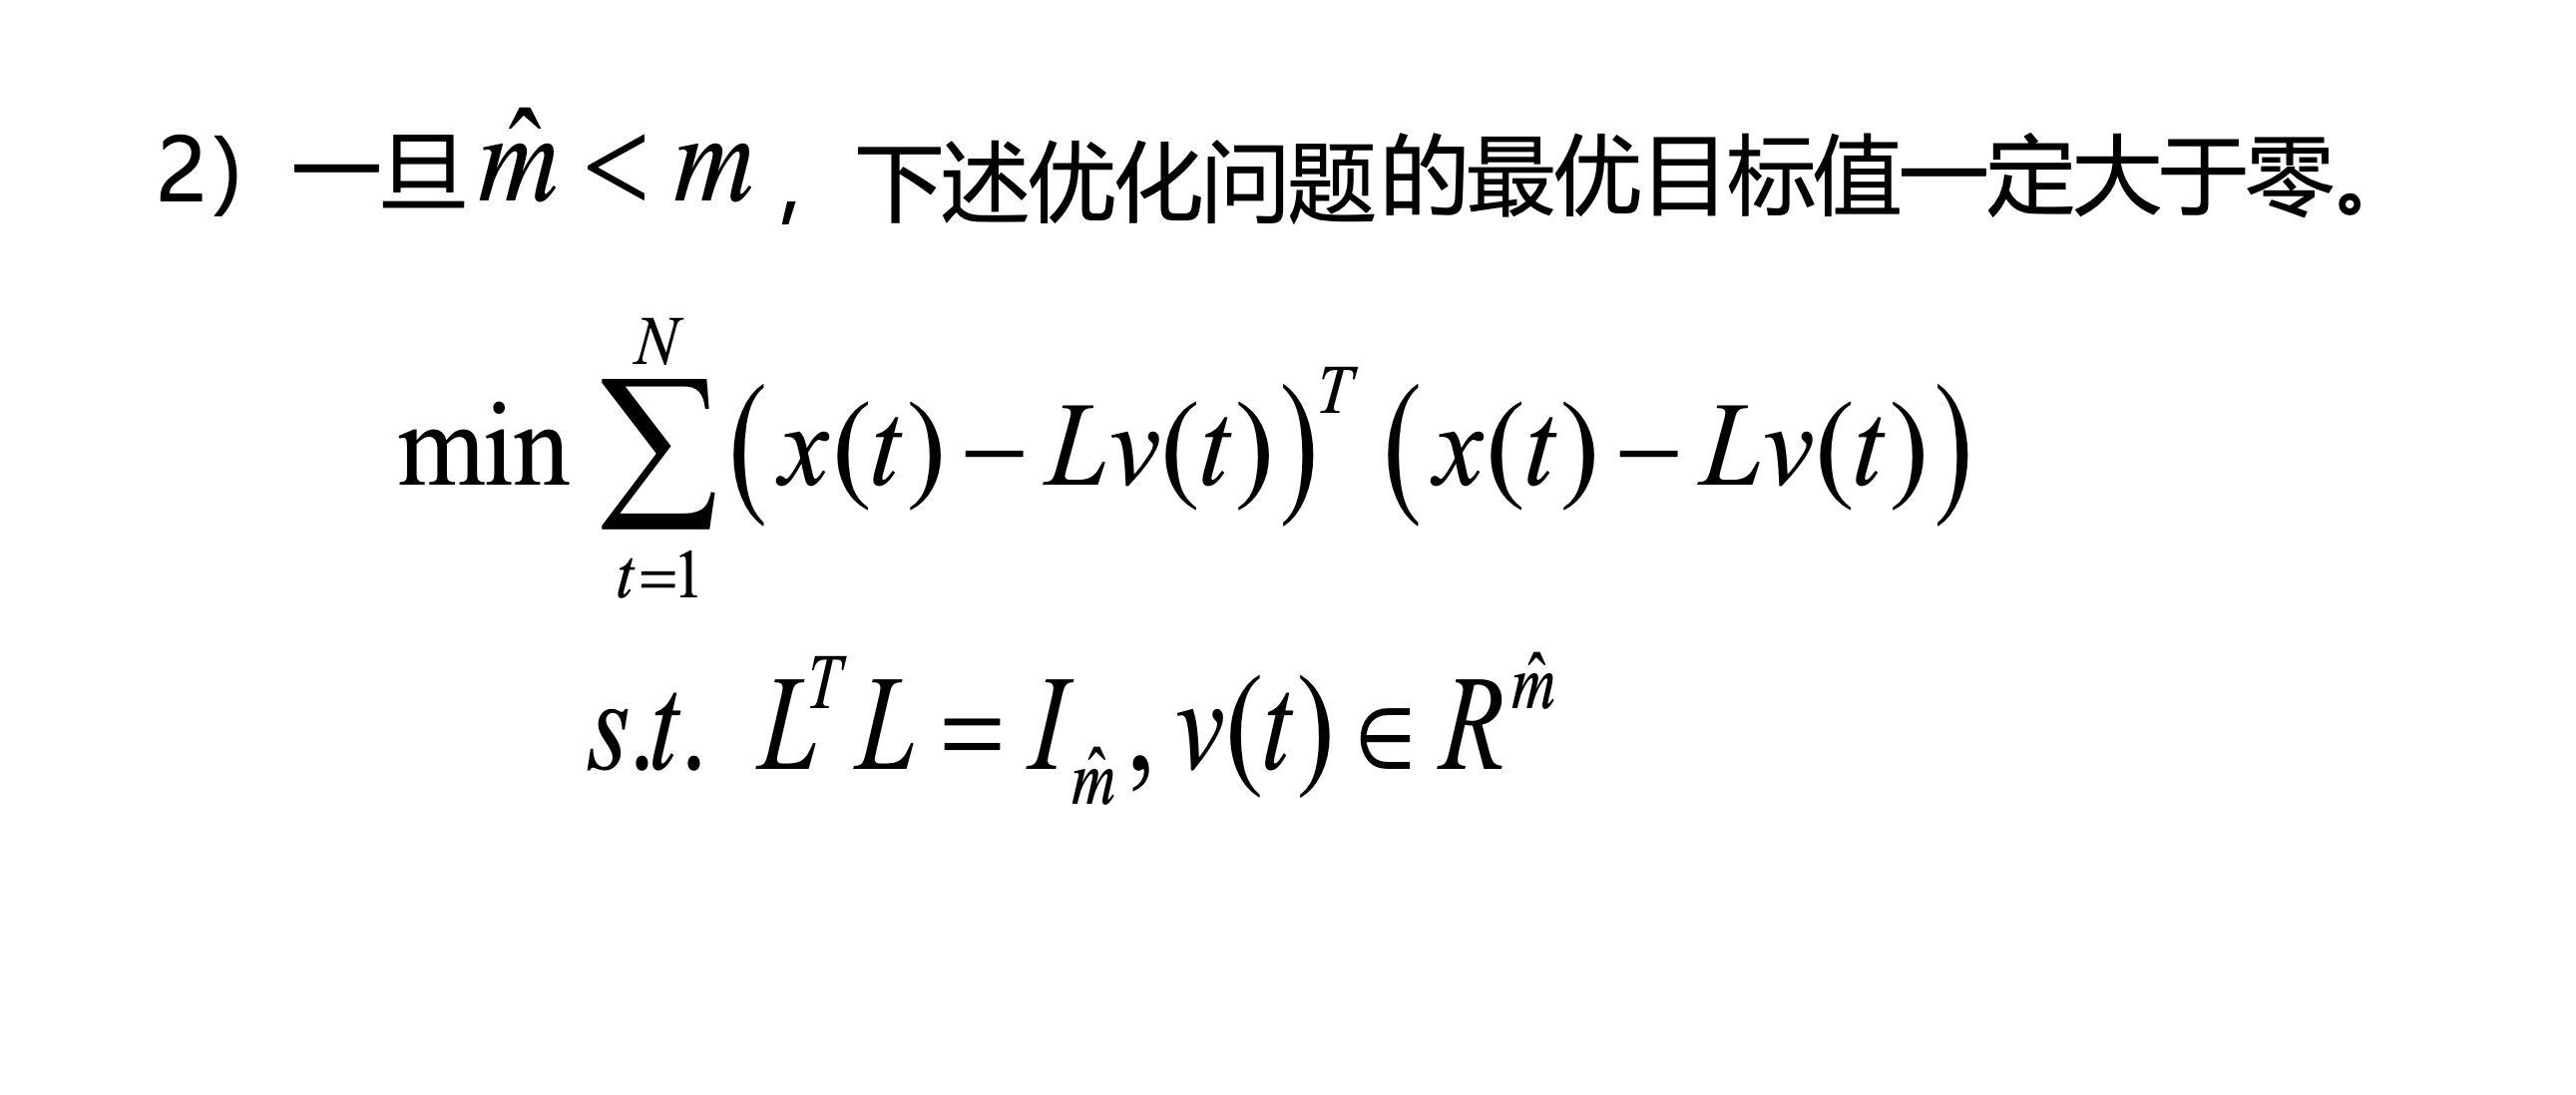 2）一旦 $\hat{m} < m$，下述优化问题的最优目标值一定大于零。
$\min \sum_{t=1}^{N} \left( x(t) - Lv(t) \right)^T \left( x(t) - Lv(t) \right)$
$s.t. \ L^T L = I_{\hat{m}}, v(t) \in R^{\hat{m}}$